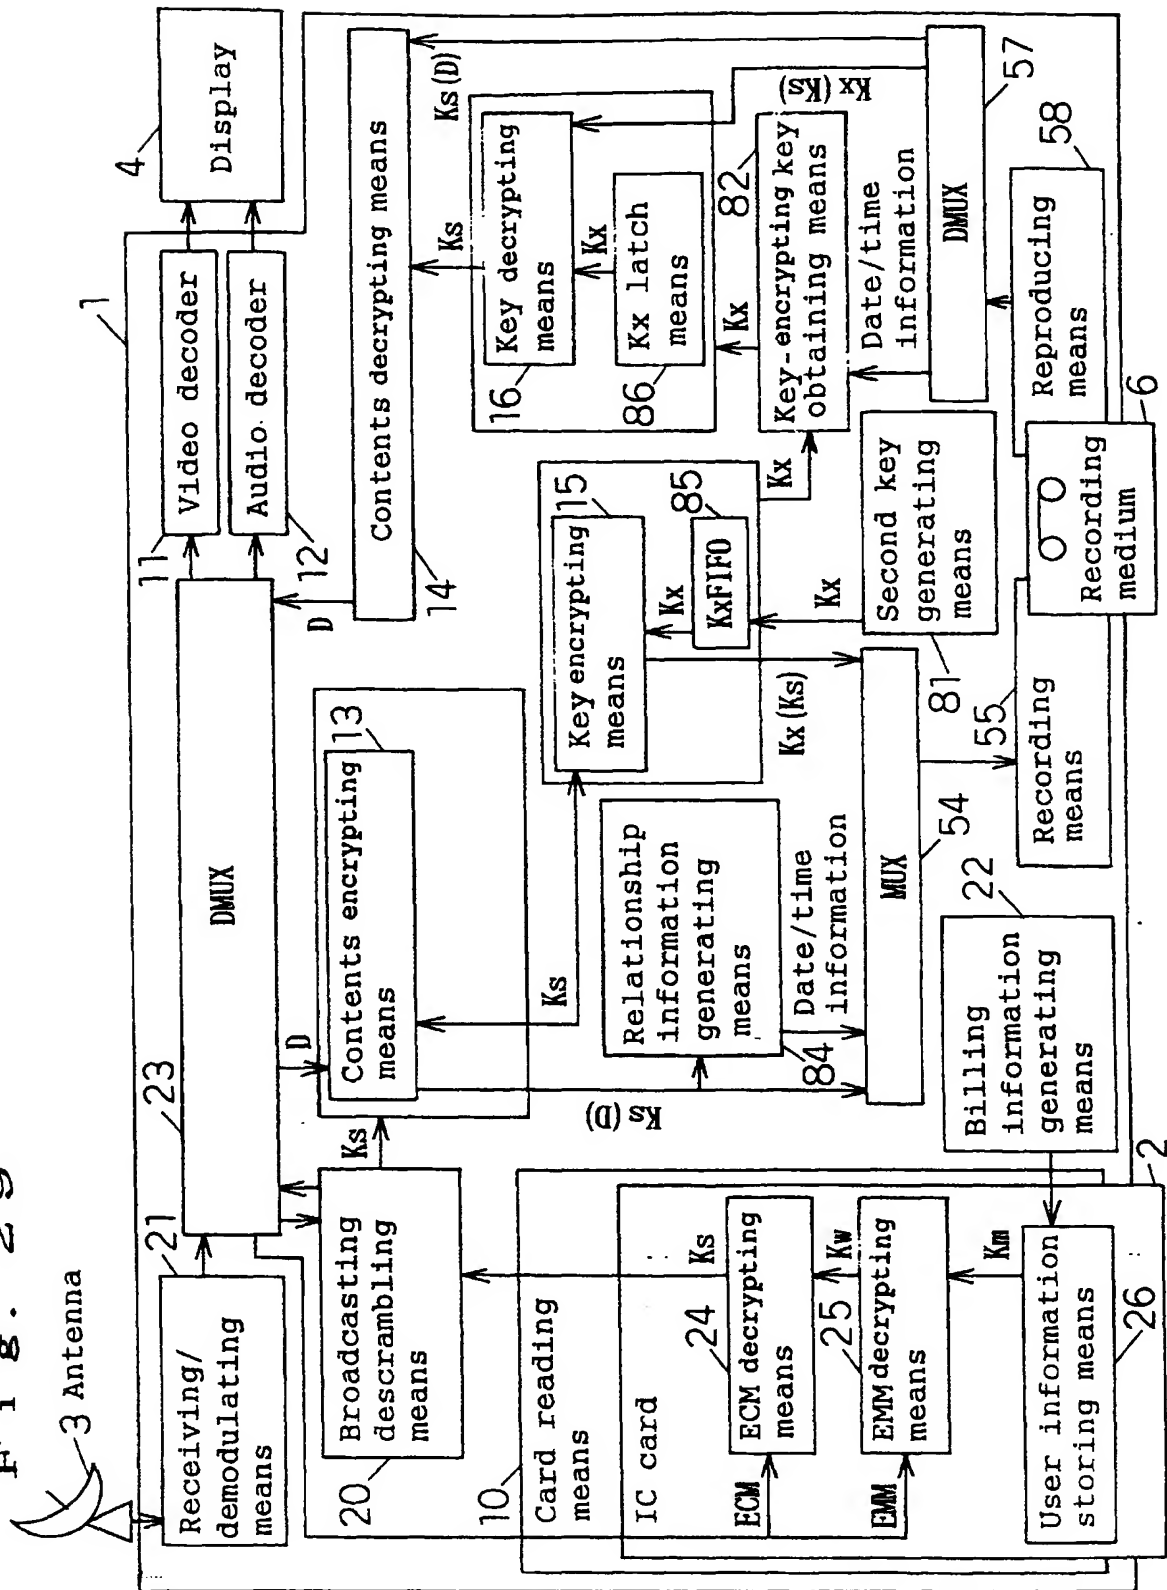 Fig. 29
3 Antenna
Receiving/
demodulating
means
21
23
DMUX
1
11
Video decoder
12
Audio decoder
4
Display
Broadcasting
descrambling
means
20
Ks
D
Contents encrypting
means
13
D
Contents decrypting means
14
Ks(D)
Ks
Key decrypting
means
16
Kx
Kx latch
means
86
Kx(Ks)
Kx
Key-encrypting key
obtaining means
82
Date/time
information
DMUX
57
Reproducing
means
58
Kx
Key encrypting
means
15
Kx
KxFIFO
85
Kx
Second key
generating
means
81
Ks
Ks(D)
Kx(Ks)
Relationship
information
generating
means
84
Date/time
information
MUX
54
Recording
means
55
Recording
medium
6
Billing
information
generating
means
22
10
Card reading
means
IC card
2
Ks
ECM decrypting
means
24
ECM
Kw
EMM decrypting
means
25
EMM
Km
User information
storing means
26